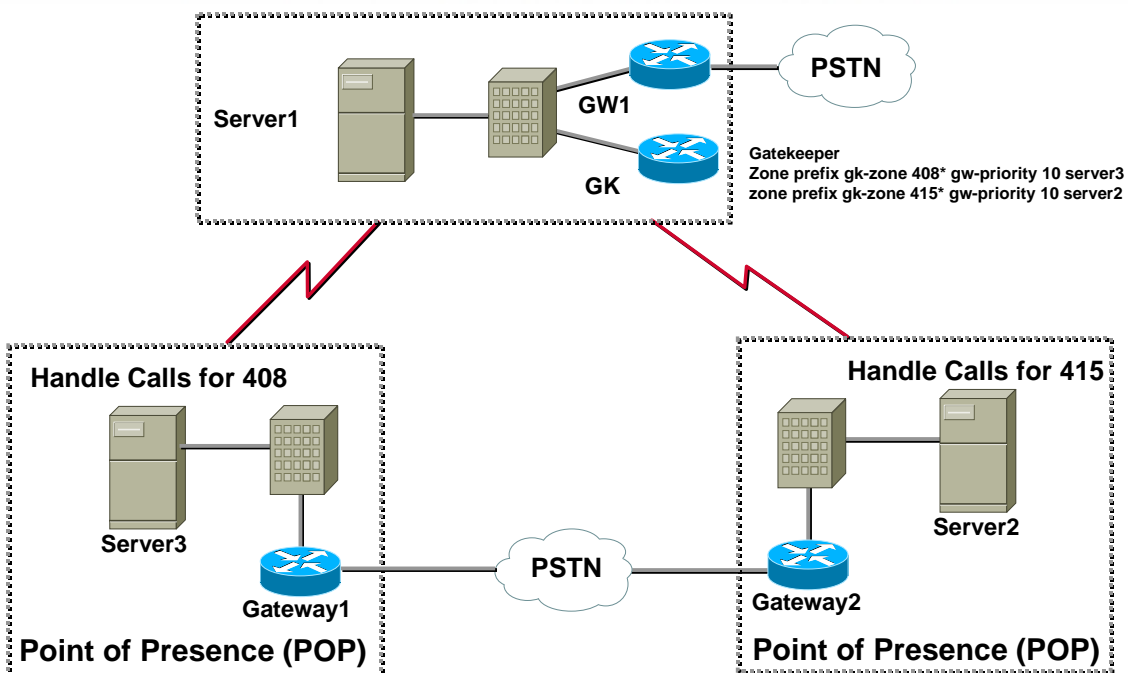 PSTN
GW1
Server1
GK
Gatekeeper
Zone prefix gk-zone 408* gw-priority 10 server3
zone prefix gk-zone 415* gw-priority 10 server2
Handle Calls for 408
Server3
Gateway1
Point of Presence (POP)
PSTN
Handle Calls for 415
Server2
Gateway2
Point of Presence (POP)